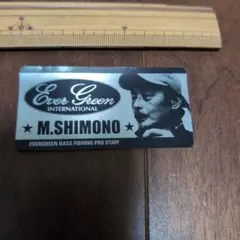 Ever Green
INTERNATIONAL
★ M.SHIMONO ★
EVERGREEN BASS FISHING PRO STAFF